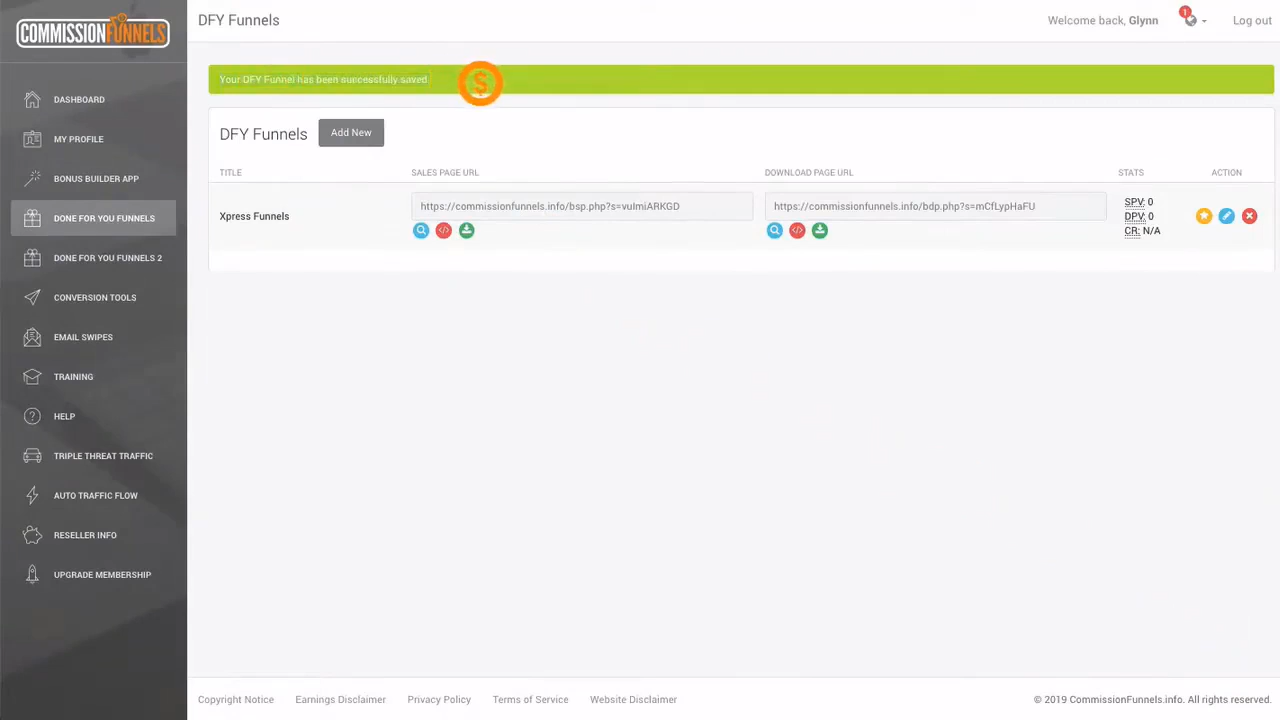 COMMISSIONFUNNELS
DFY Funnels
Welcome back, Glynn
1
Log out
Your DFY Funnel has been successfully saved.
$
DASHBOARD
MY PROFILE
BONUS BUILDER APP
DONE FOR YOU FUNNELS
DONE FOR YOU FUNNELS 2
CONVERSION TOOLS
EMAIL SWIPES
TRAINING
HELP
TRIPLE THREAT TRAFFIC
AUTO TRAFFIC FLOW
RESELLER INFO
UPGRADE MEMBERSHIP
DFY Funnels
Add New
TITLE SALES PAGE URL DOWNLOAD PAGE URL STATS ACTION
Xpress Funnels
https://commissionfunnels.info/bsp.php?s=vuImiARKGD
https://commissionfunnels.info/bdp.php?s=mCfLypHaFU
SPV: 0
DPV: 0
CR: N/A
Copyright Notice Earnings Disclaimer Privacy Policy Terms of Service Website Disclaimer
© 2019 CommissionFunnels.info. All rights reserved.